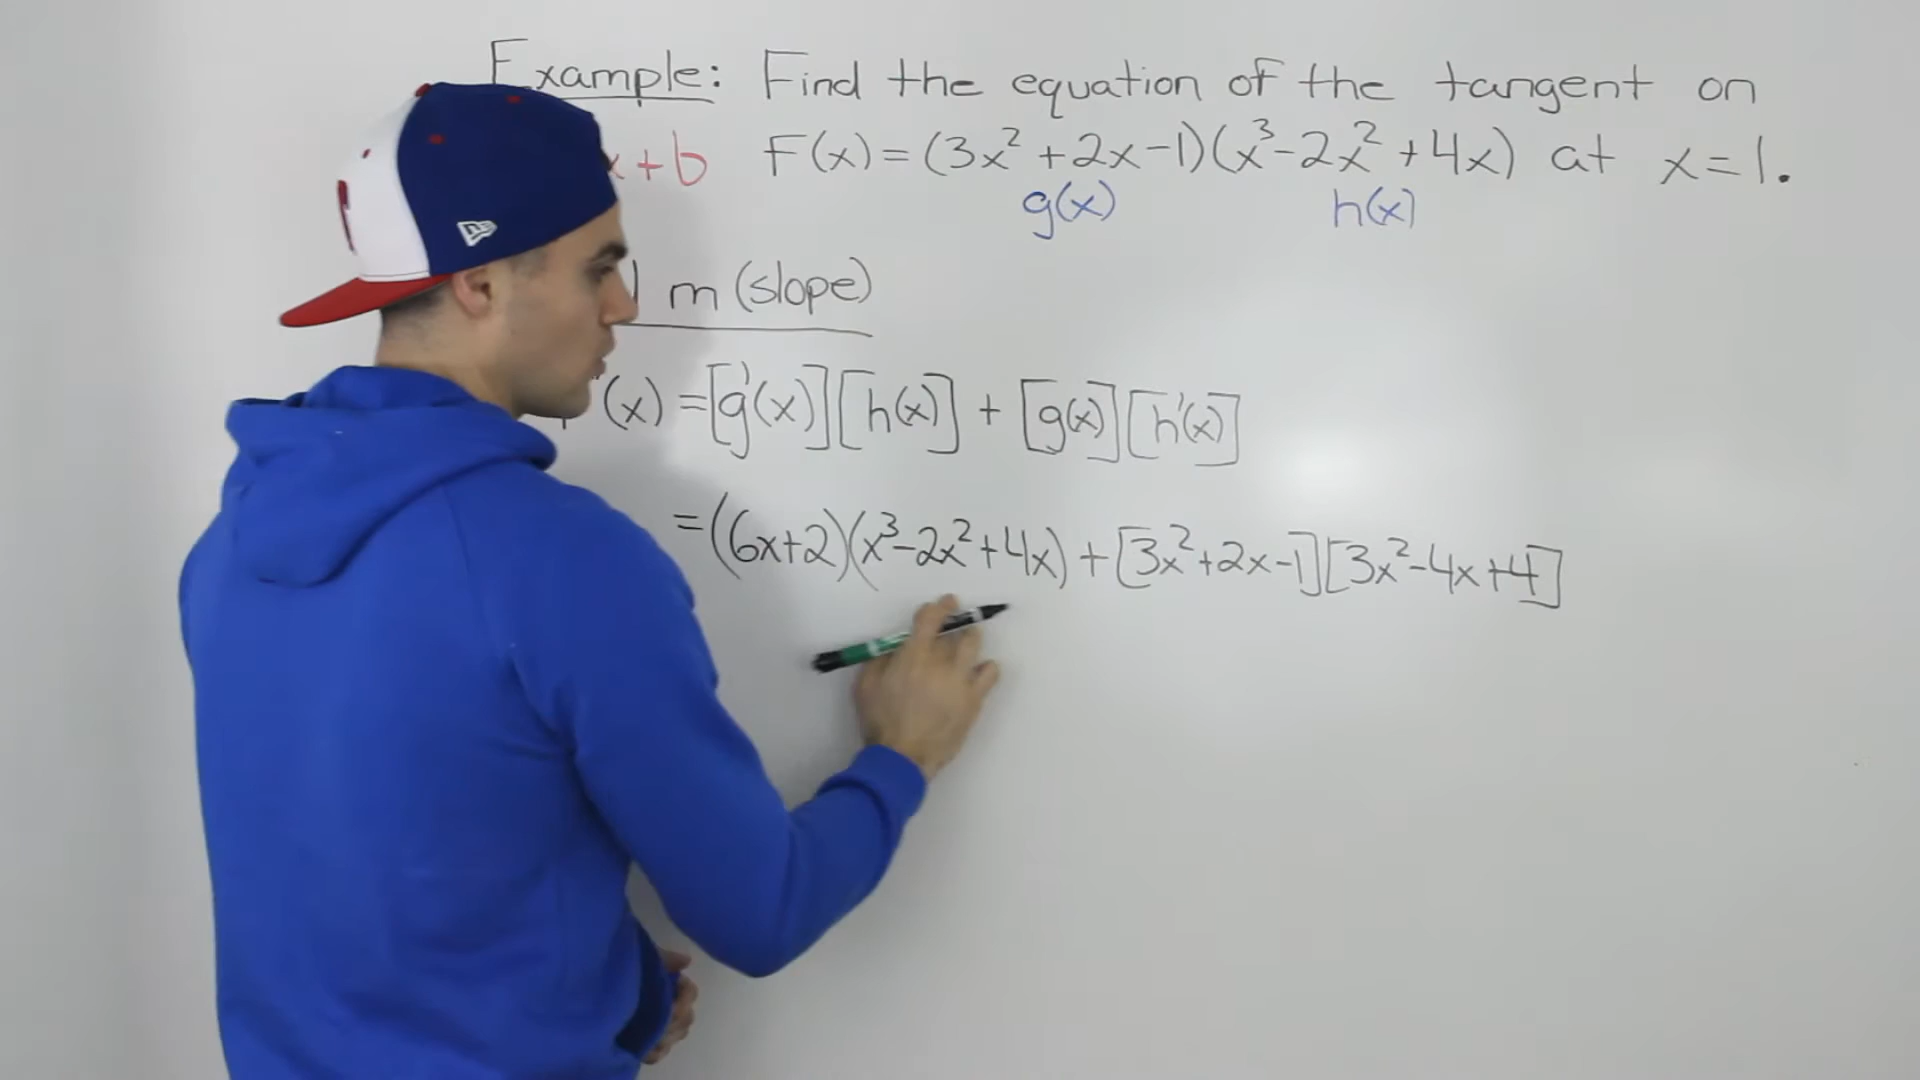 Example: Find the equation of the tangent on
x+b F(x)=(3x²+2x-1)(x³-2x²+4x) at x=1.
g(x) h(x)
m (slope)
'(x) =[g'(x)][h(x)] + [g(x)][h'(x)]
=(6x+2)(x³-2x²+4x)+[3x²+2x-1][3x²-4x+4]